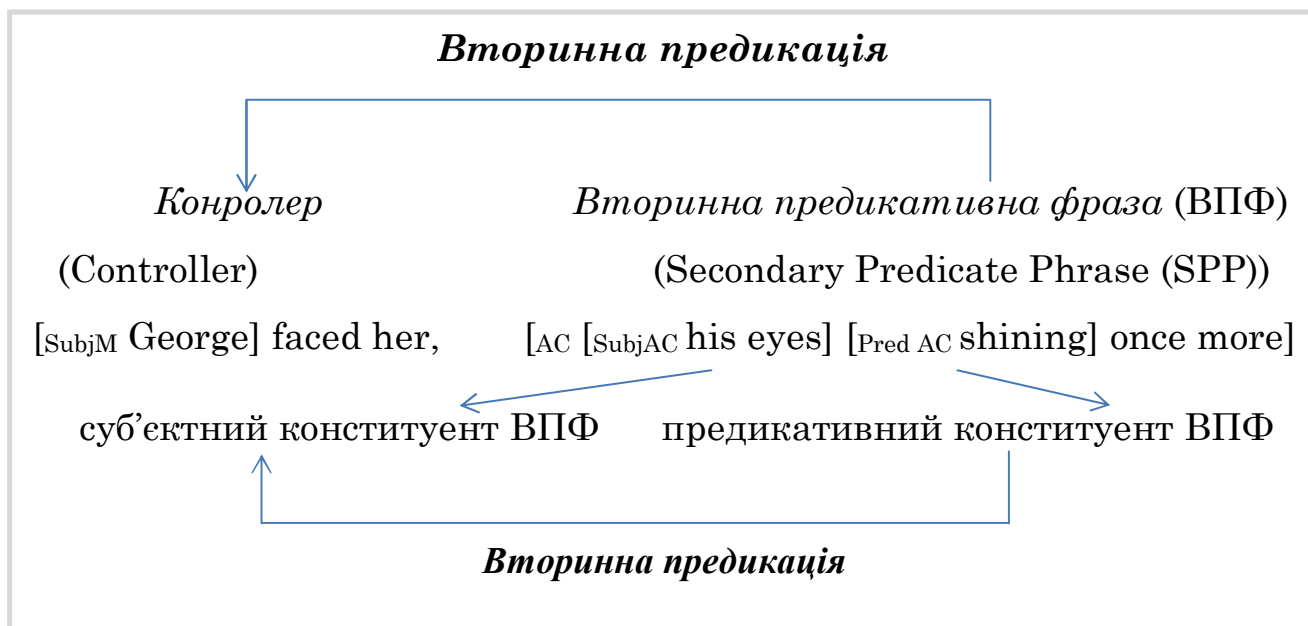 Вторинна предикація
Конролер Вторинна предикативна фраза (ВПФ)
(Controller) (Secondary Predicate Phrase (SPP))
[SubjM George] faced her, [AC [SubjAC his eyes] [Pred AC shining] once more]
суб’єктний конституент ВПФ предикативний конституент ВПФ
Вторинна предикація